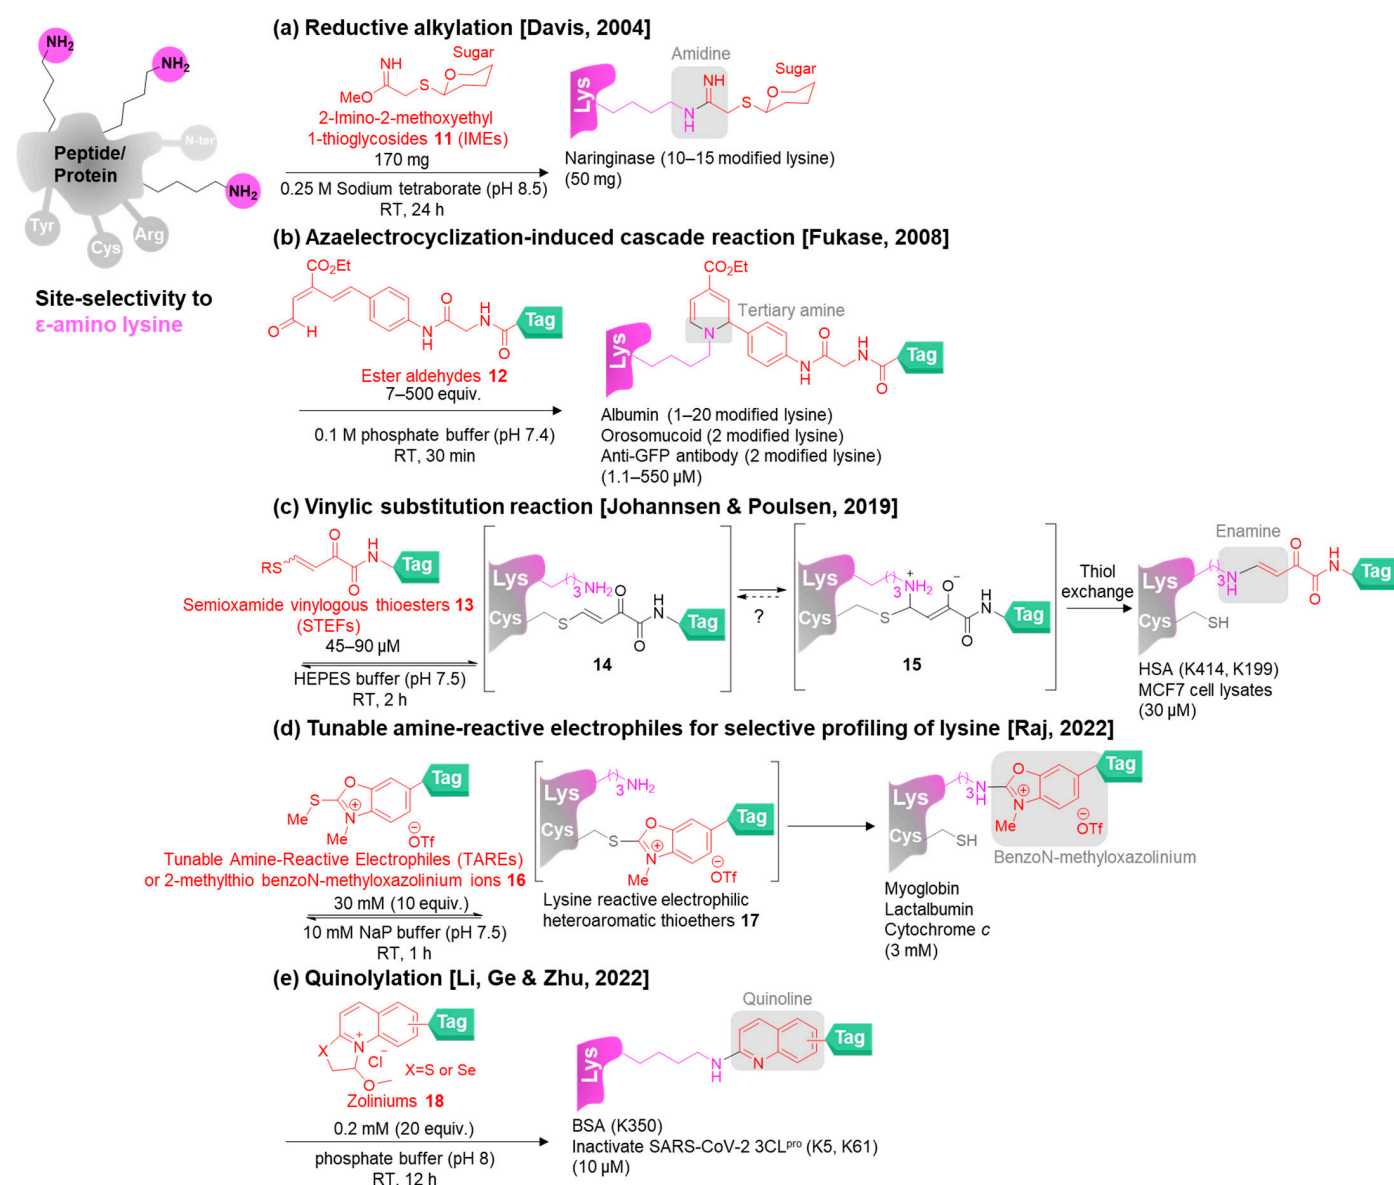 NH2
NH2
NH2
N-ter
Peptide/
Protein
Tyr
Cys
Arg
Site-selectivity to
ε-amino lysine
(a) Reductive alkylation [Davis, 2004]
NH
Sugar
O
S
MeO
2-Imino-2-methoxyethyl
1-thioglycosides 11 (IMEs)
170 mg
0.25 M Sodium tetraborate (pH 8.5)
RT, 24 h
Lys
Amidine
NH
Sugar
O
S
N
H
Naringinase (10–15 modified lysine)
(50 mg)
(b) Azaelectrocyclization-induced cascade reaction [Fukase, 2008]
CO2Et
O
H
N
H
O
H
N
O
Tag
Ester aldehydes 12
7–500 equiv.
0.1 M phosphate buffer (pH 7.4)
RT, 30 min
CO2Et
Tertiary amine
Lys
N
N
H
O
H
N
O
Tag
Albumin (1–20 modified lysine)
Orosomucoid (2 modified lysine)
Anti-GFP antibody (2 modified lysine)
(1.1–550 µM)
(c) Vinylic substitution reaction [Johannsen & Poulsen, 2019]
O
H
N
RS
O
Tag
Semioxamide vinylogous thioesters 13
(STEFs)
45–90 µM
HEPES buffer (pH 7.5)
RT, 2 h
Lys
( )3
NH2
O
Cys
S
H
N
O
Tag
14
?
Lys
( )3
+
NH2
O−
Cys
S
H
N
O
Tag
15
Thiol
exchange
Enamine
Lys
( )3
N
H
O
H
N
O
Tag
Cys
SH
HSA (K414, K199)
MCF7 cell lysates
(30 µM)
(d) Tunable amine-reactive electrophiles for selective profiling of lysine [Raj, 2022]
Tag
O
S
Me
N
+
Me
−
OTf
Tunable Amine-Reactive Electrophiles (TAREs)
or 2-methylthio benzoN-methyloxazolinium ions 16
30 mM (10 equiv.)
10 mM NaP buffer (pH 7.5)
RT, 1 h
Lys
( )3
NH2
Cys
S
O
N
+
Me
−
OTf
Tag
Lysine reactive electrophilic
heteroaromatic thioethers 17
Lys
( )3
N
H
O
N
+
Me
−
OTf
Tag
Cys
SH
BenzoN-methyloxazolinium
Myoglobin
Lactalbumin
Cytochrome c
(3 mM)
(e) Quinolylation [Li, Ge & Zhu, 2022]
Tag
+
N
X
Cl−
O
X=S or Se
Zoliniums 18
0.2 mM (20 equiv.)
phosphate buffer (pH 8)
RT, 12 h
Quinoline
Lys
N
H
N
Tag
BSA (K350)
Inactivate SARS-CoV-2 3CLpro (K5, K61)
(10 µM)